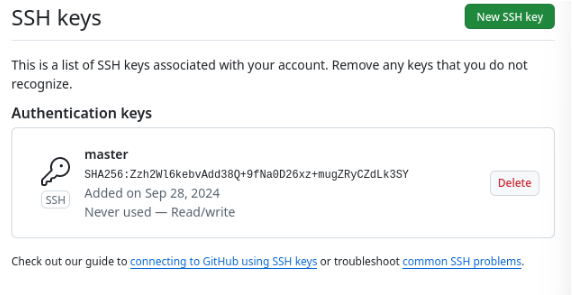 SSH keys
New SSH key
This is a list of SSH keys associated with your account. Remove any keys that you do not
recognize.
Authentication keys
master
SHA256:Zzh2Wl6kebvAdd38Q+9fNa0D26xz+mugZRyCZdLk3SY
SSH
Added on Sep 28, 2024
Never used — Read/write
Delete
Check out our guide to connecting to GitHub using SSH keys or troubleshoot common SSH problems.